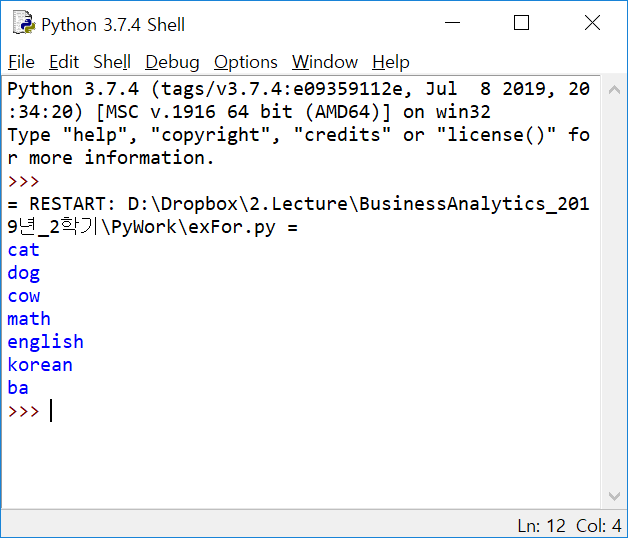 Python 3.7.4 Shell
File Edit Shell Debug Options Window Help
Python 3.7.4 (tags/v3.7.4:e09359112e, Jul  8 2019, 20
:34:20) [MSC v.1916 64 bit (AMD64)] on win32
Type "help", "copyright", "credits" or "license()" fo
r more information.
>>>
= RESTART: D:\Dropbox\2.Lecture\BusinessAnalytics_201
9년_2학기\PyWork\exFor.py =
cat
dog
cow
math
english
korean
ba
>>>
Ln: 12 Col: 4